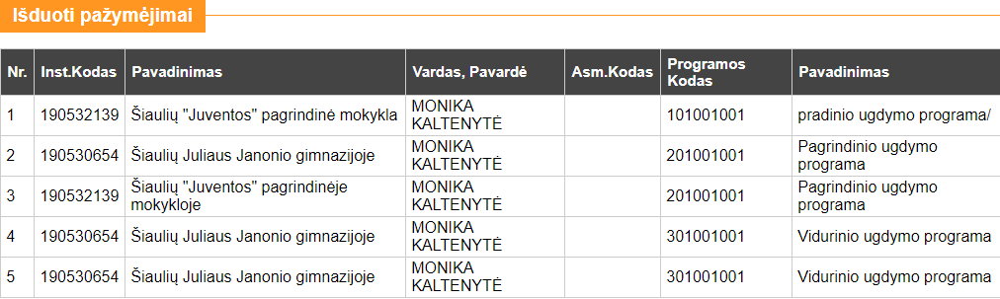 Išduoti pažymėjimai
Nr. Inst.Kodas Pavadinimas Vardas, Pavardė Asm.Kodas Programos Kodas Pavadinimas
1 190532139 Šiaulių "Juventos" pagrindinė mokykla MONIKA KALTENYTĖ 101001001 pradinio ugdymo programa/
2 190530654 Šiaulių Juliaus Janonio gimnazijoje MONIKA KALTENYTĖ 201001001 Pagrindinio ugdymo programa
3 190532139 Šiaulių "Juventos" pagrindinėje mokykloje MONIKA KALTENYTĖ 201001001 Pagrindinio ugdymo programa
4 190530654 Šiaulių Juliaus Janonio gimnazijoje MONIKA KALTENYTĖ 301001001 Vidurinio ugdymo programa
5 190530654 Šiaulių Juliaus Janonio gimnazijoje MONIKA KALTENYTĖ 301001001 Vidurinio ugdymo programa